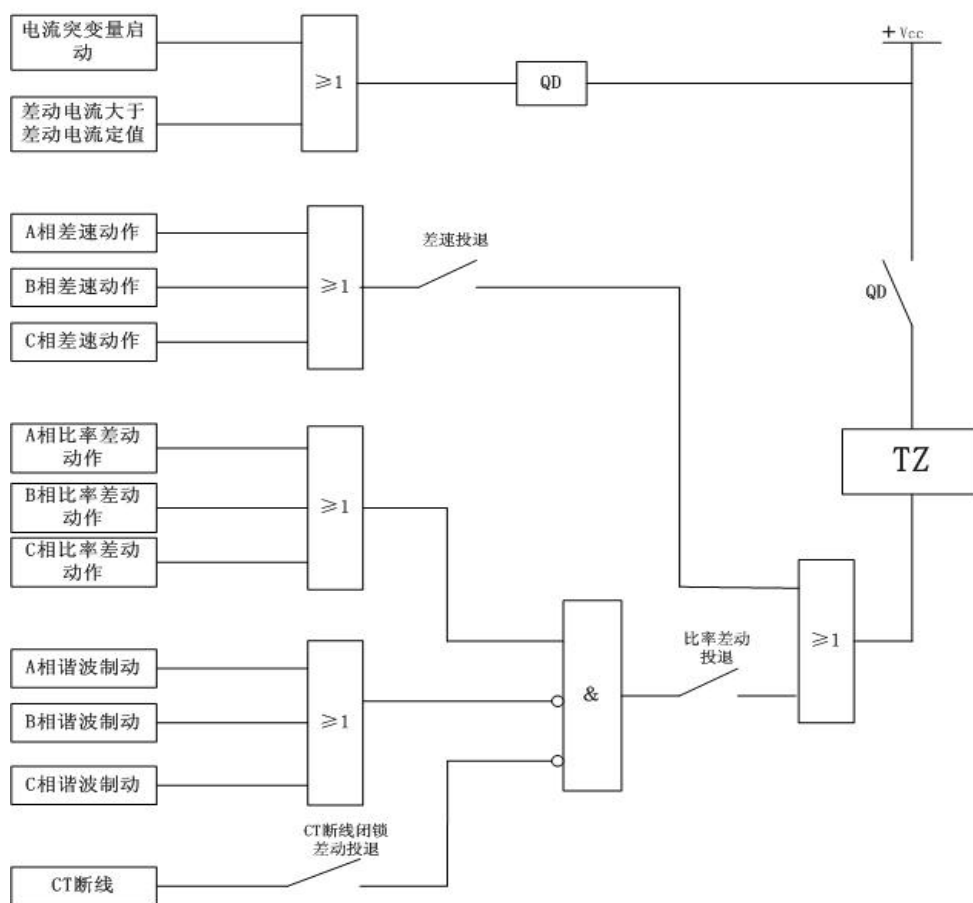 电流突变量启
动
≥1
QD
+Vcc
差动电流大于
差动电流定值
A相差速动作
B相差速动作
C相差速动作
≥1
差速投退
QD
A相比率差动
动作
B相比率差动
动作
C相比率差动
动作
≥1
TZ
A相谐波制动
B相谐波制动
C相谐波制动
≥1
&
比率差动
投退
≥1
CT断线闭锁
差动投退
CT断线